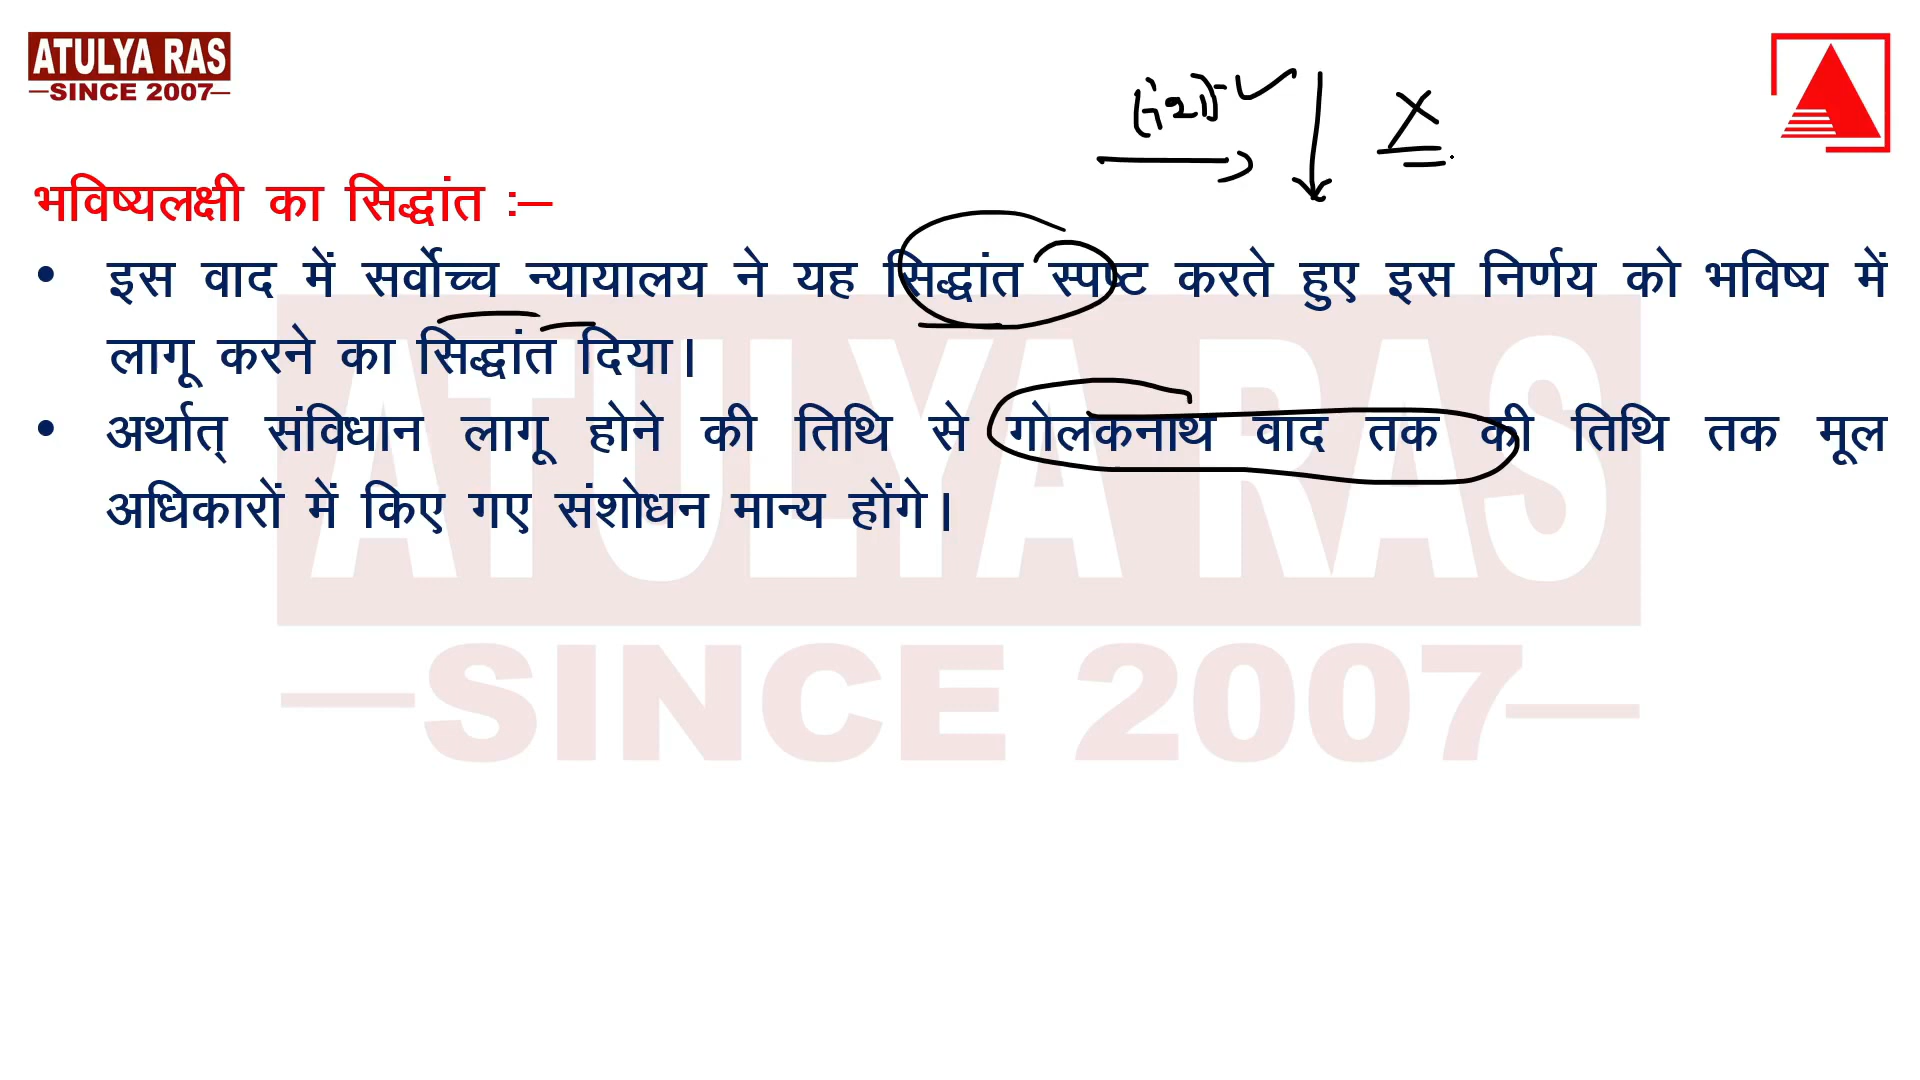 ATULYA RAS
SINCE 2007
भविष्यलक्षी का सिद्धांत :–
• इस वाद में सर्वोच्च न्यायालय ने यह सिद्धांत स्पष्ट करते हुए इस निर्णय को भविष्य में
लागू करने का सिद्धांत दिया।
• अर्थात् संविधान लागू होने की तिथि से गोलकनाथ वाद तक की तिथि तक मूल
अधिकारों में किए गए संशोधन मान्य होंगे।
ATULYA RAS
SINCE 2007